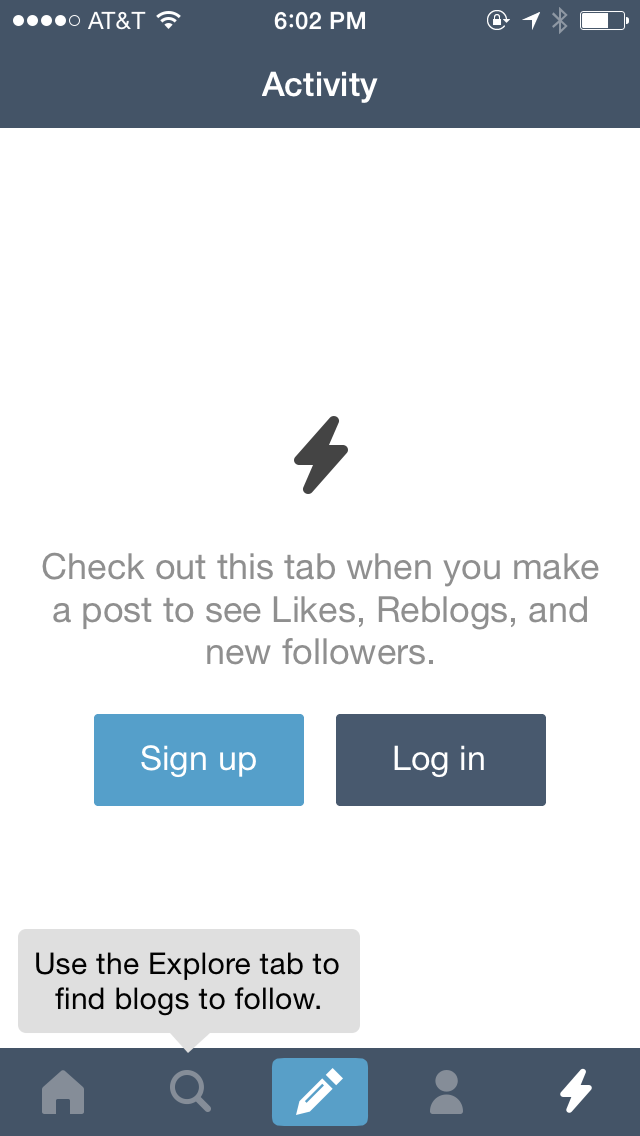 AT&T 6:02 PM
Activity
Check out this tab when you make
a post to see Likes, Reblogs, and
new followers.
Sign up Log in
Use the Explore tab to
find blogs to follow.